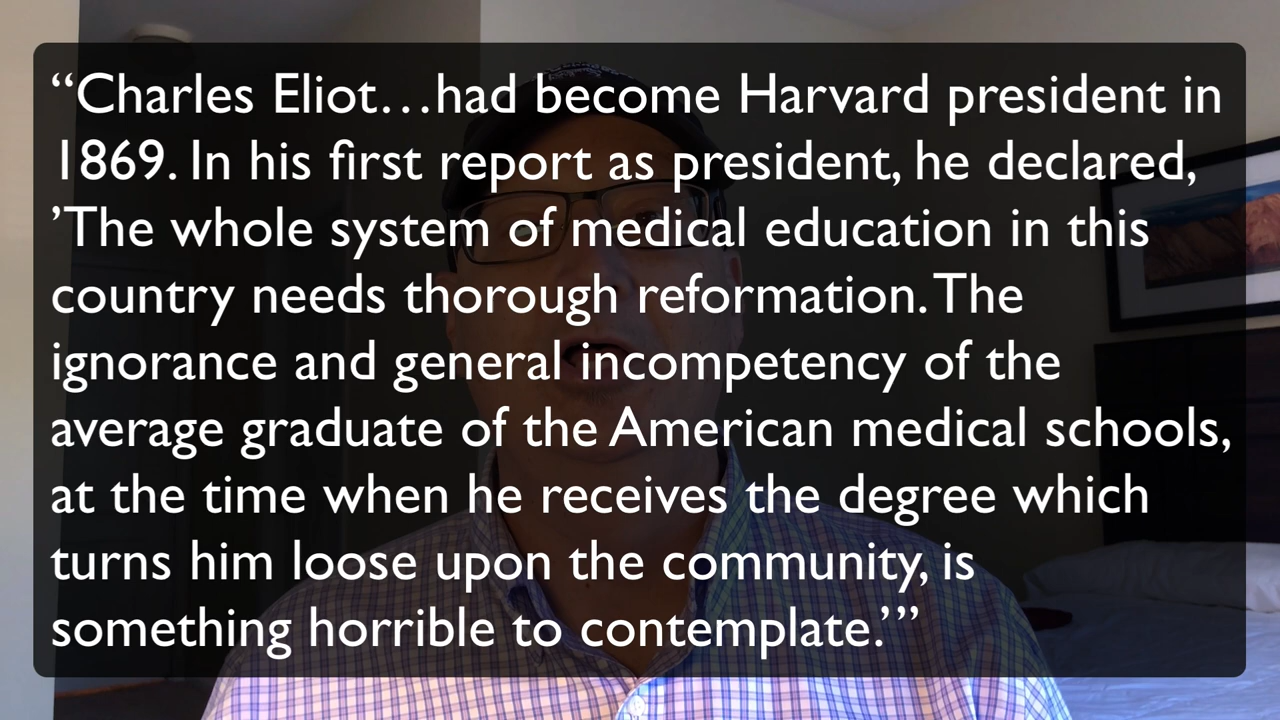 “Charles Eliot…had become Harvard president in
1869. In his first report as president, he declared,
’The whole system of medical education in this
country needs thorough reformation. The
ignorance and general incompetency of the
average graduate of the American medical schools,
at the time when he receives the degree which
turns him loose upon the community, is
something horrible to contemplate.’”